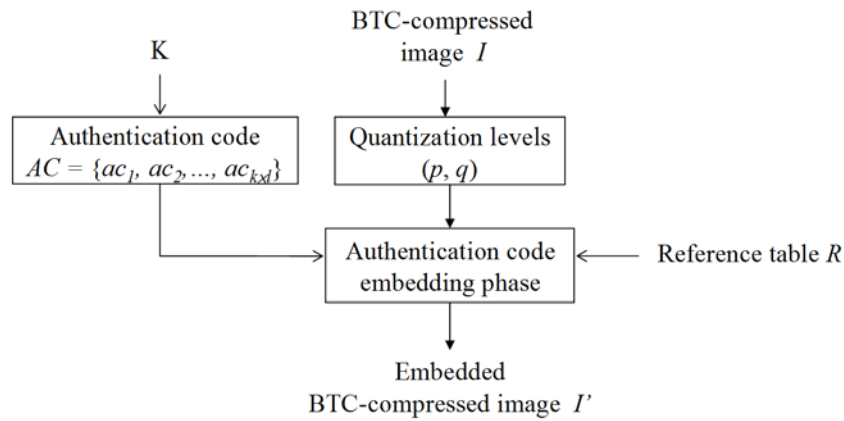 BTC-compressed
image I
K
Authentication code
AC = {ac1, ac2,..., ack×l}
Quantization levels
(p, q)
Authentication code
embedding phase
Reference table R
Embedded
BTC-compressed image I’